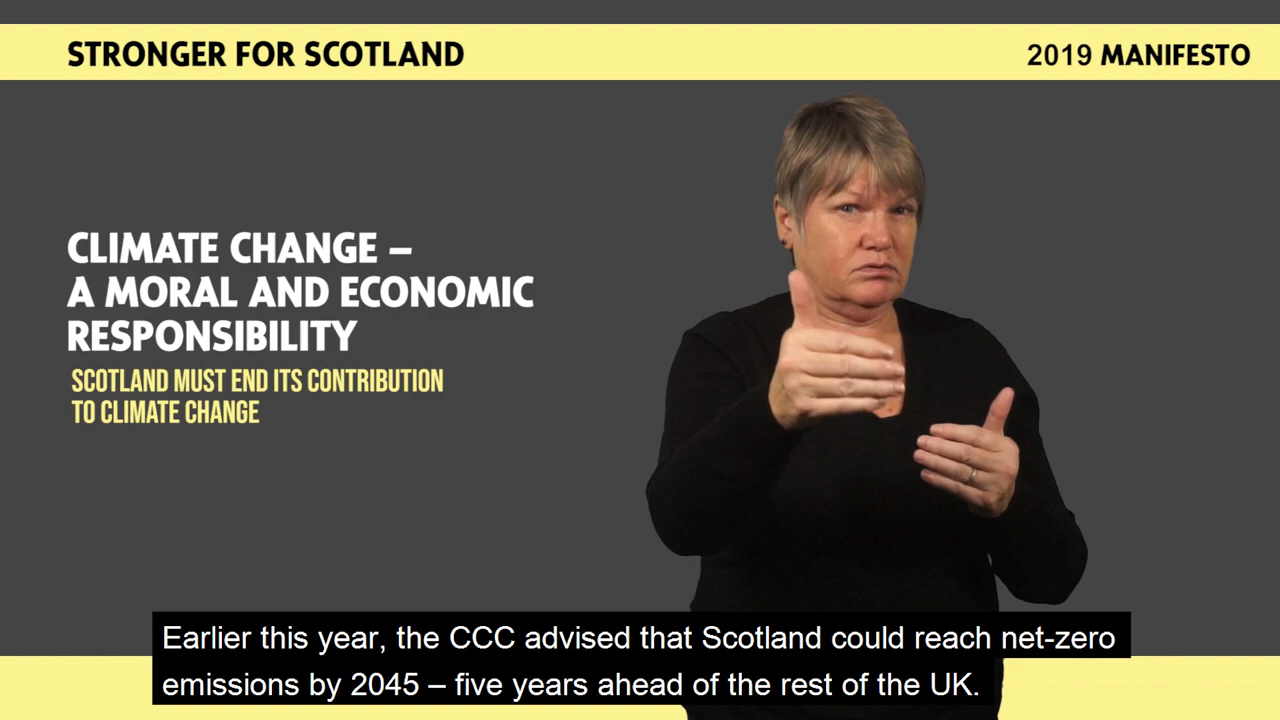 STRONGER FOR SCOTLAND
2019 MANIFESTO
CLIMATE CHANGE –
A MORAL AND ECONOMIC
RESPONSIBILITY
SCOTLAND MUST END ITS CONTRIBUTION
TO CLIMATE CHANGE
Earlier this year, the CCC advised that Scotland could reach net-zero
emissions by 2045 – five years ahead of the rest of the UK.